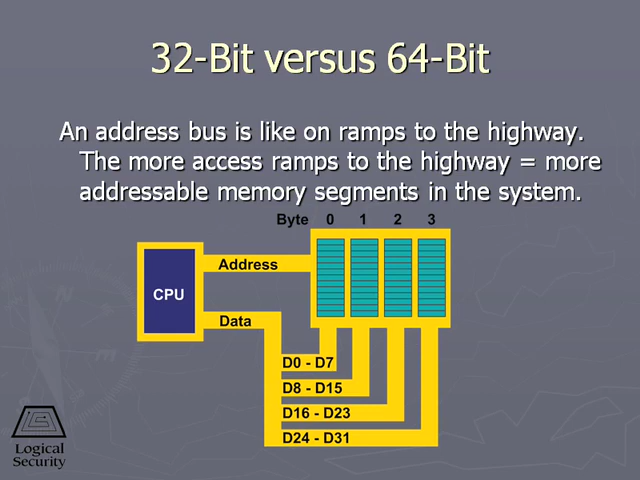 32-Bit versus 64-Bit
An address bus is like on ramps to the highway.
The more access ramps to the highway = more
addressable memory segments in the system.
Byte 0 1 2 3
Address
CPU
Data
D0 - D7
D8 - D15
D16 - D23
D24 - D31
Logical
Security